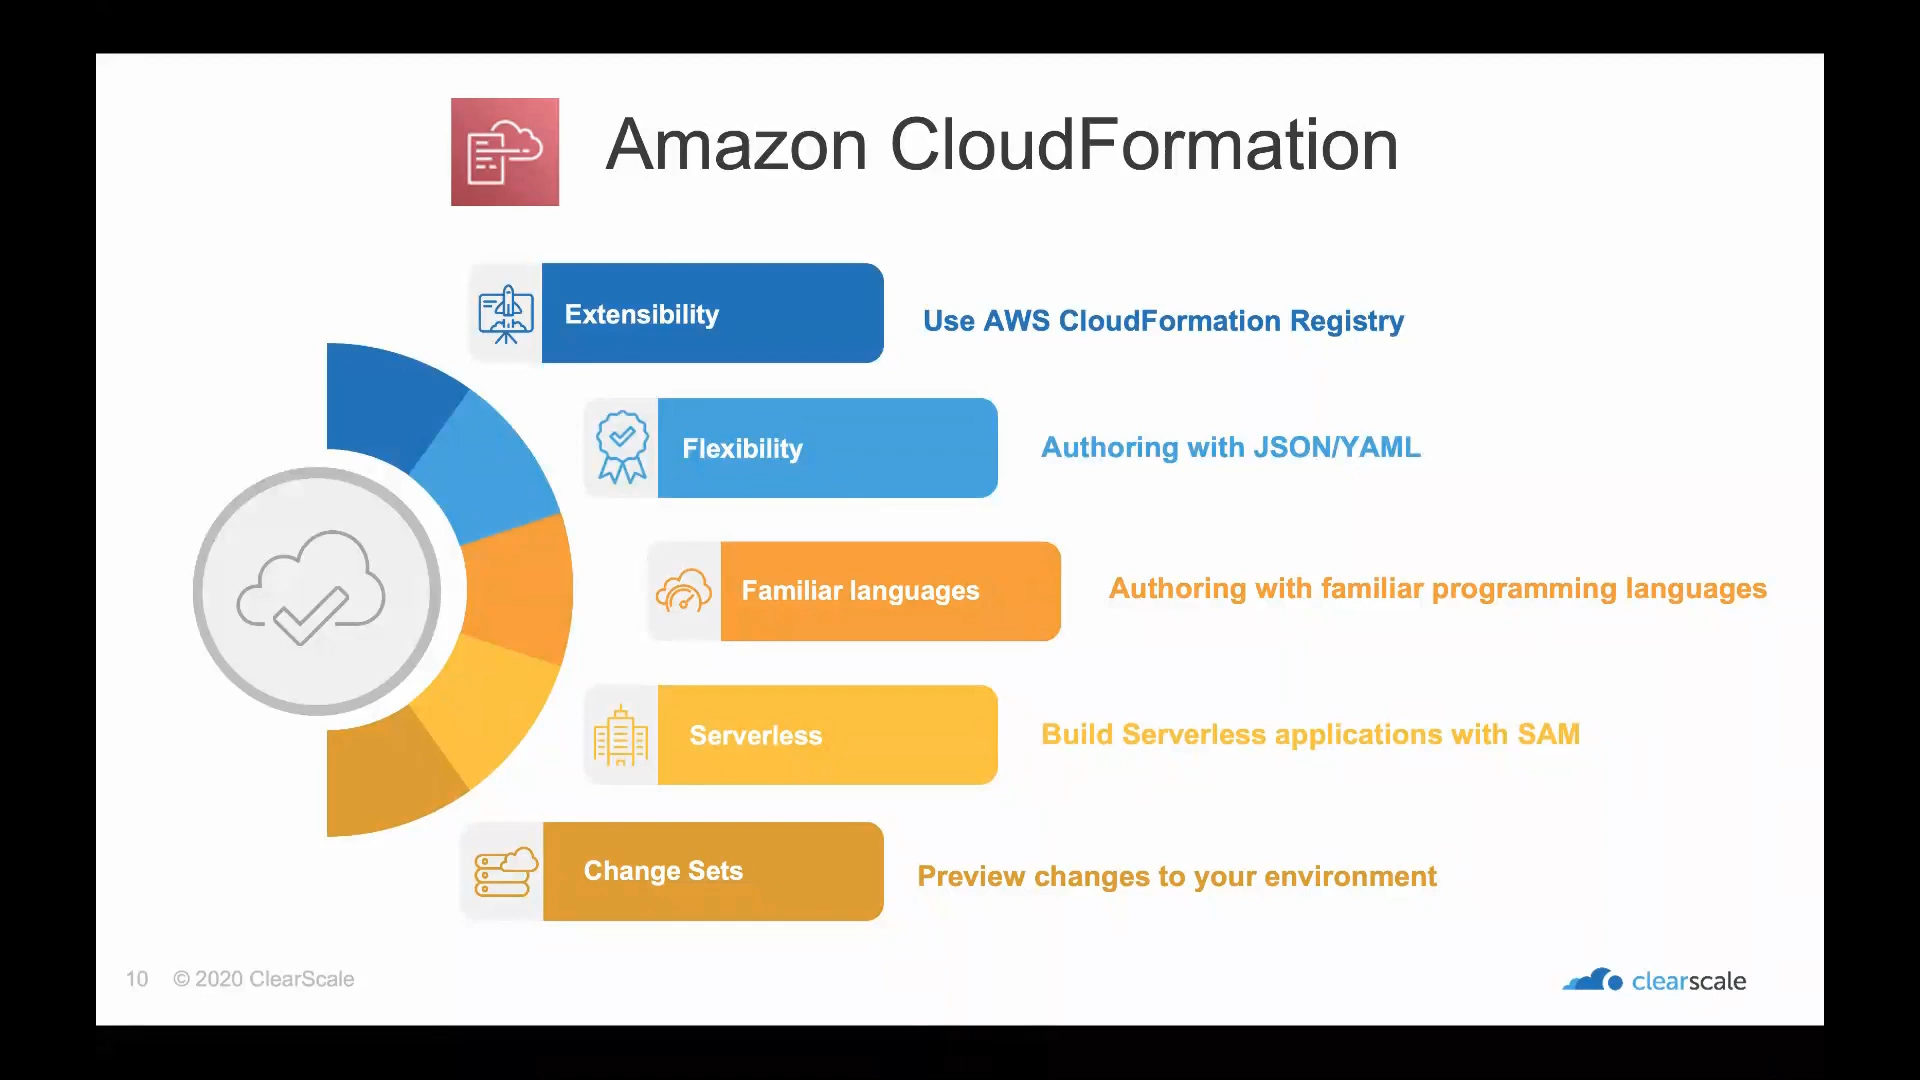 Amazon CloudFormation
Extensibility
Use AWS CloudFormation Registry
Flexibility
Authoring with JSON/YAML
Familiar languages
Authoring with familiar programming languages
Serverless
Build Serverless applications with SAM
Change Sets
Preview changes to your environment
10 © 2020 ClearScale
clearscale